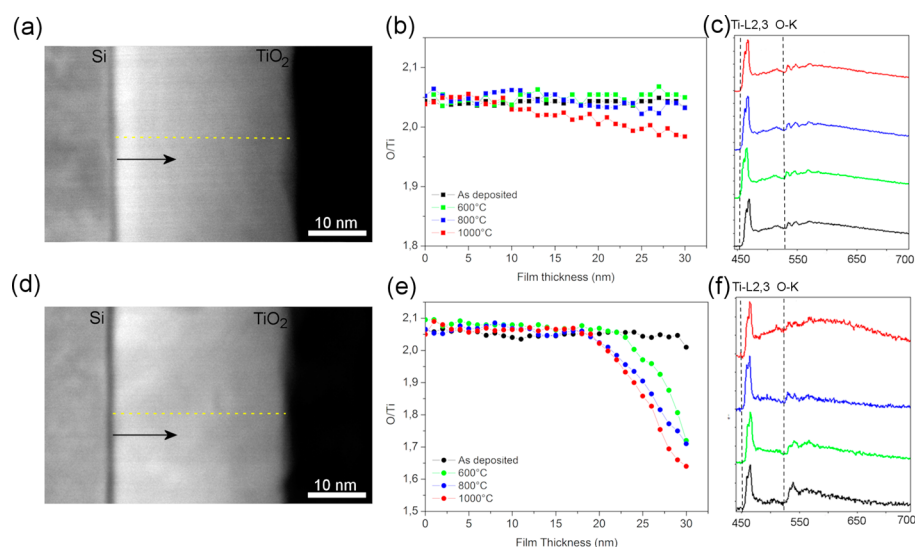 (a)
Si
TiO2
10 nm
(b)
2,1
2,0
1,9
1,8
O/Ti
As deposited
600°C
800°C
1000°C
0 5 10 15 20 25 30
Film thickness (nm)
(c)
Ti-L2,3 O-K
450 550 650 700
(d)
Si
TiO2
10 nm
(e)
2,1
2,0
1,9
1,8
1,7
1,6
1,5
O/Ti
As deposited
600°C
800°C
1000°C
0 5 10 15 20 25 30
Film Thickness (nm)
(f)
Ti-L2,3 O-K
450 550 650 700